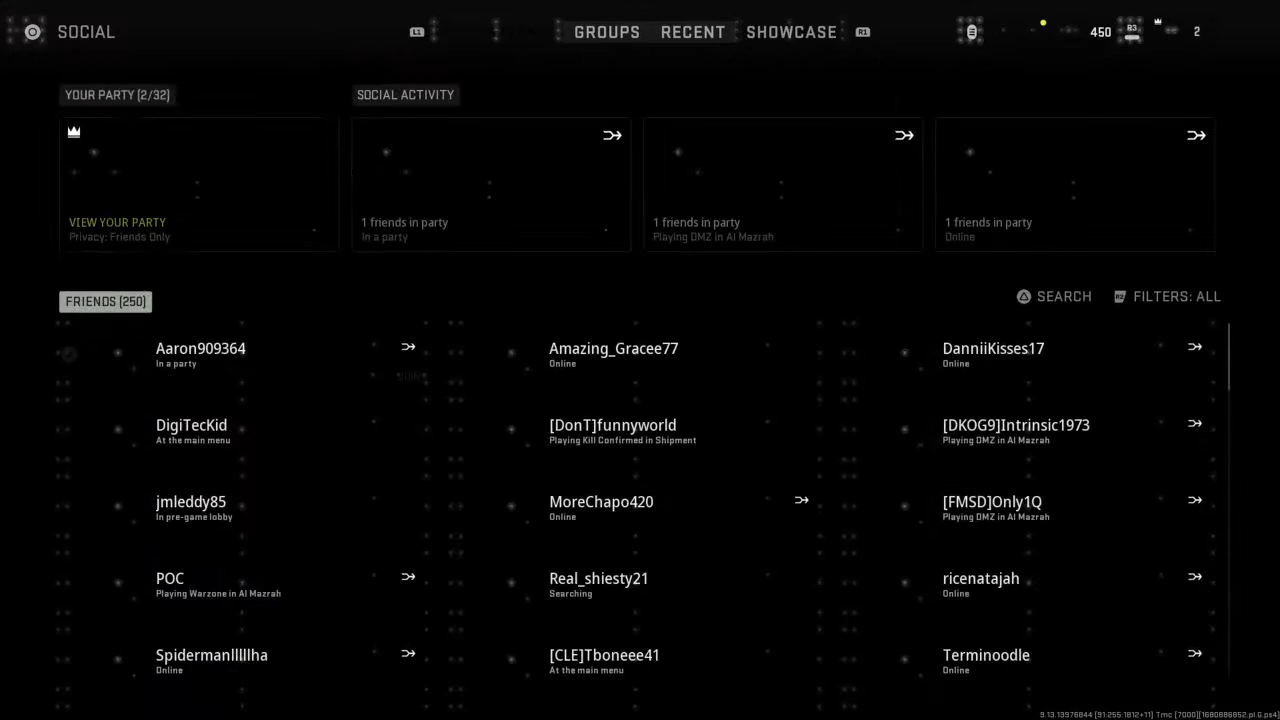 SOCIAL
L1
GROUPS RECENT SHOWCASE
R1
450
R3
2
YOUR PARTY (2/32)
SOCIAL ACTIVITY
VIEW YOUR PARTY
Privacy: Friends Only
1 friends in party
In a party
1 friends in party
Playing DMZ in Al Mazrah
1 friends in party
Online
FRIENDS (250)
SEARCH
R2
FILTERS: ALL
Aaron909364
In a party
Amazing_Gracee77
Online
DanniiKisses17
Online
DigiTecKid
At the main menu
[DonT]funnyworld
Playing Kill Confirmed in Shipment
[DKOG9]Intrinsic1973
Playing DMZ in Al Mazrah
jmleddy85
In pre-game lobby
MoreChapo420
Online
[FMSD]Only1Q
Playing DMZ in Al Mazrah
POC
Playing Warzone in Al Mazrah
Real_shiesty21
Searching
ricenatajah
Online
Online
[CLE]Tboneee41
At the main menu
Terminoodle
Online